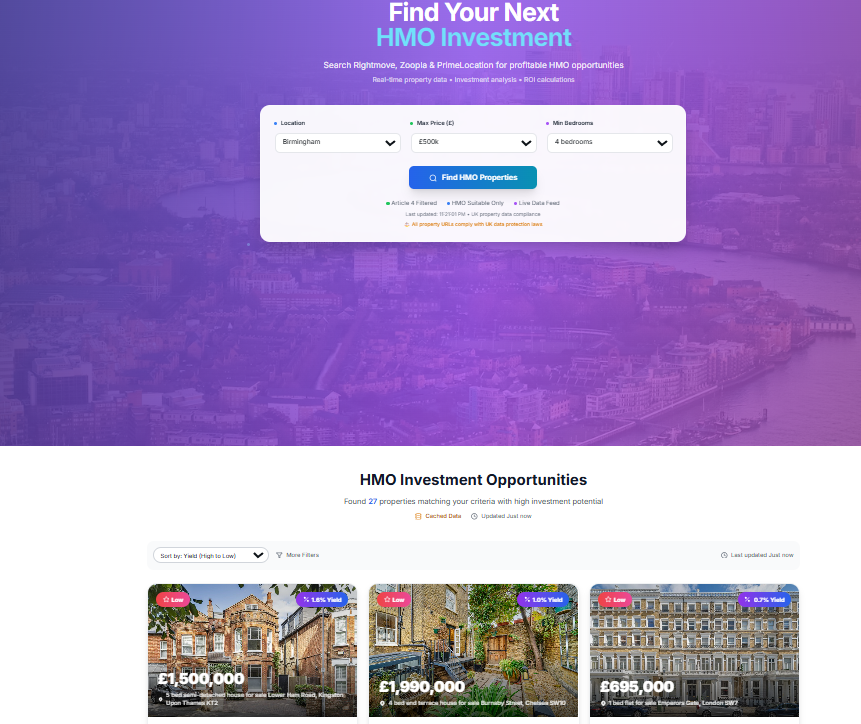 Find Your Next
HMO Investment
Search Rightmove, Zoopla & PrimeLocation for profitable HMO opportunities
Real-time property data • Investment analysis • ROI calculations
Location
Max Price (£)
Min Bedrooms
Birmingham
£500k
4 bedrooms
Find HMO Properties
Article 4 Filtered
HMO Suitable Only
Live Data Feed
Last updated: 11:31:01 PM • UK property data compliance
All property URLs comply with UK data protection laws
HMO Investment Opportunities
Found 27 properties matching your criteria with high investment potential
Cached Data
Updated Just now
Sort by: Yield (High to Low)
More Filters
Last updated Just now
Low
1.6% Yield
Low
1.0% Yield
Low
0.7% Yield
£1,500,000
5 bed semi-detached house for sale Lower Ham Road, Kingston Upon Thames KT2
£1,990,000
4 bed end terrace house for sale Burnaby Street, Chelsea SW10
£695,000
1 bed flat for sale Emperors Gate, London SW7